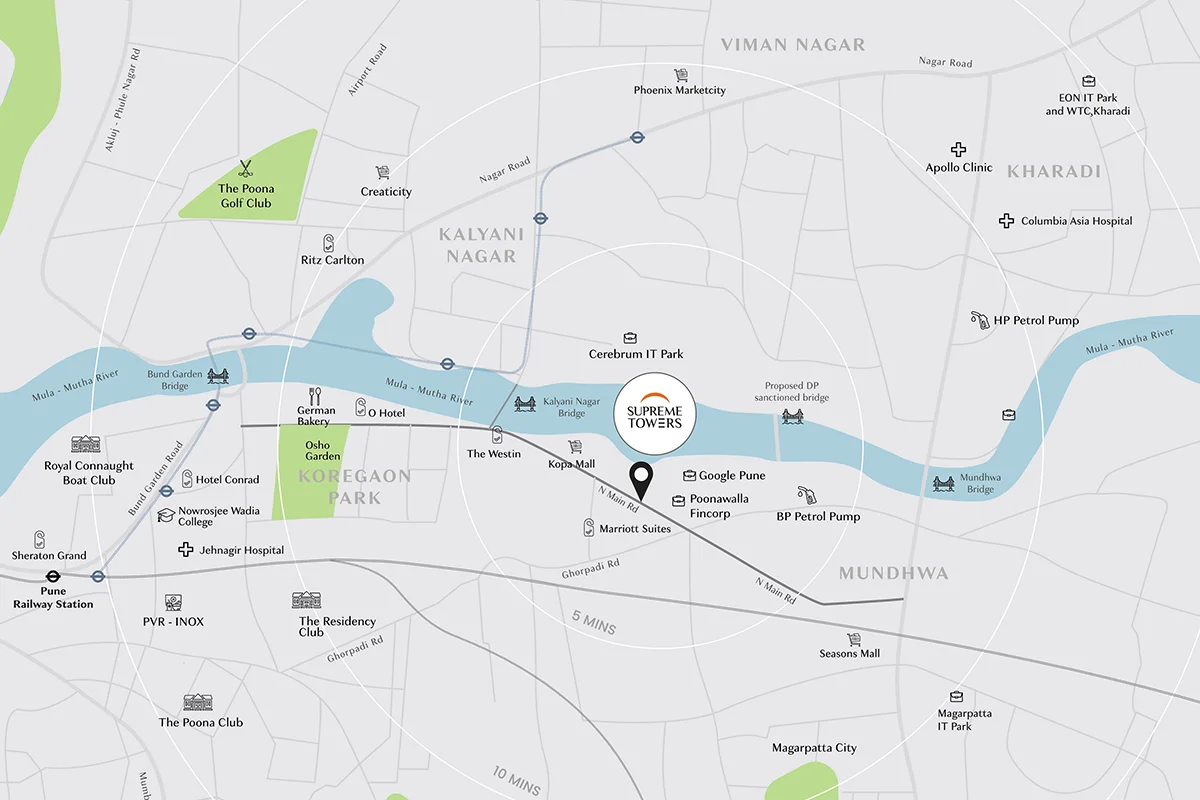 VIMAN NAGAR
Nagar Road
Phoenix Marketcity
EON IT Park
and WTC,Kharadi
Akluj - Phule Nagar Rd
Airport Road
Apollo Clinic
KHARADI
Nagar Road
The Poona
Golf Club
Creaticity
Columbia Asia Hospital
KALYANI
NAGAR
Ritz Carlton
HP Petrol Pump
Mula - Mutha River
Cerebrum IT Park
Mula - Mutha River
Bund Garden
Bridge
Mula - Mutha River
Proposed DP
sanctioned bridge
German
Bakery
O Hotel
Kalyani Nagar
Bridge
SUPREME
TOWERS
Osho
Garden
The Westin
Kopa Mall
Royal Connaught
Boat Club
Bund Garden Road
Hotel Conrad
KOREGAON
PARK
Google Pune
Mundhwa
Bridge
N Main Rd
Poonawalla
Fincorp
BP Petrol Pump
Nowrosjee Wadia
College
Marriott Suites
Sheraton Grand
Jehnagir Hospital
Ghorpadi Rd
MUNDHWA
Pune
Railway Station
N Main Rd
PVR - INOX
The Residency
Club
5 MINS
Ghorpadi Rd
Seasons Mall
The Poona Club
Magarpatta
IT Park
Magarpatta City
10 MINS
Mumb